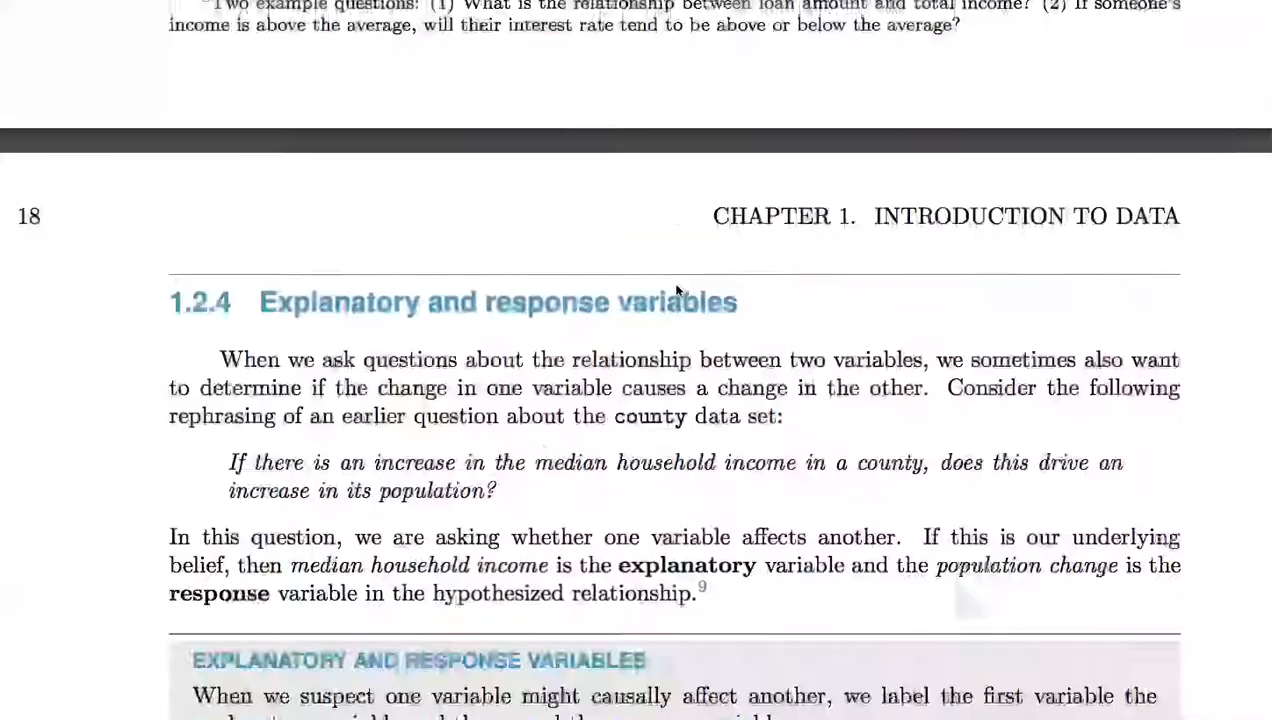 Two example questions: (1) What is the relationship between loan amount and total income? (2) If someone's
income is above the average, will their interest rate tend to be above or below the average?
18
CHAPTER 1. INTRODUCTION TO DATA
1.2.4 Explanatory and response variables
When we ask questions about the relationship between two variables, we sometimes also want
to determine if the change in one variable causes a change in the other. Consider the following
rephrasing of an earlier question about the county data set:
If there is an increase in the median household income in a county, does this drive an
increase in its population?
In this question, we are asking whether one variable affects another. If this is our underlying
belief, then median household income is the explanatory variable and the population change is the
response variable in the hypothesized relationship.9
EXPLANATORY AND RESPONSE VARIABLES
When we suspect one variable might causally affect another, we label the first variable the